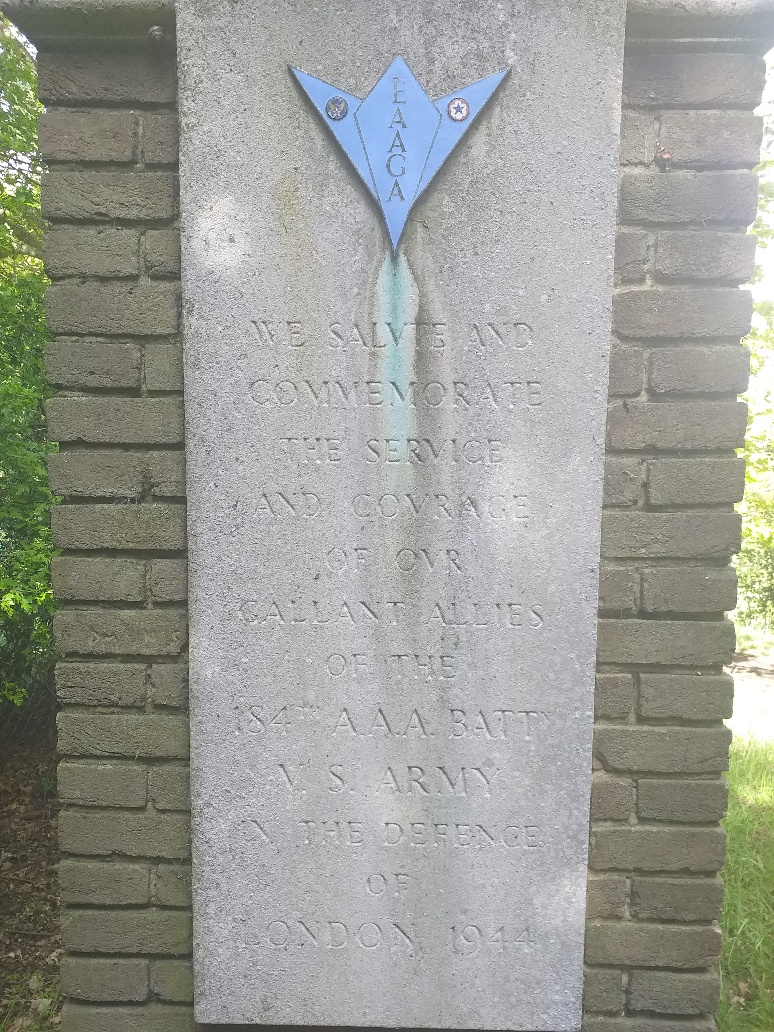 EAAGA
WE SALVTE AND
COMMEMORATE
THE SERVICE
AND COVRAGE
OF OVR
GALLANT ALLIES
OF THE
184TH A.A.A. BATTY
V. S. ARMY
IN THE DEFENCE
OF
LONDON 1944